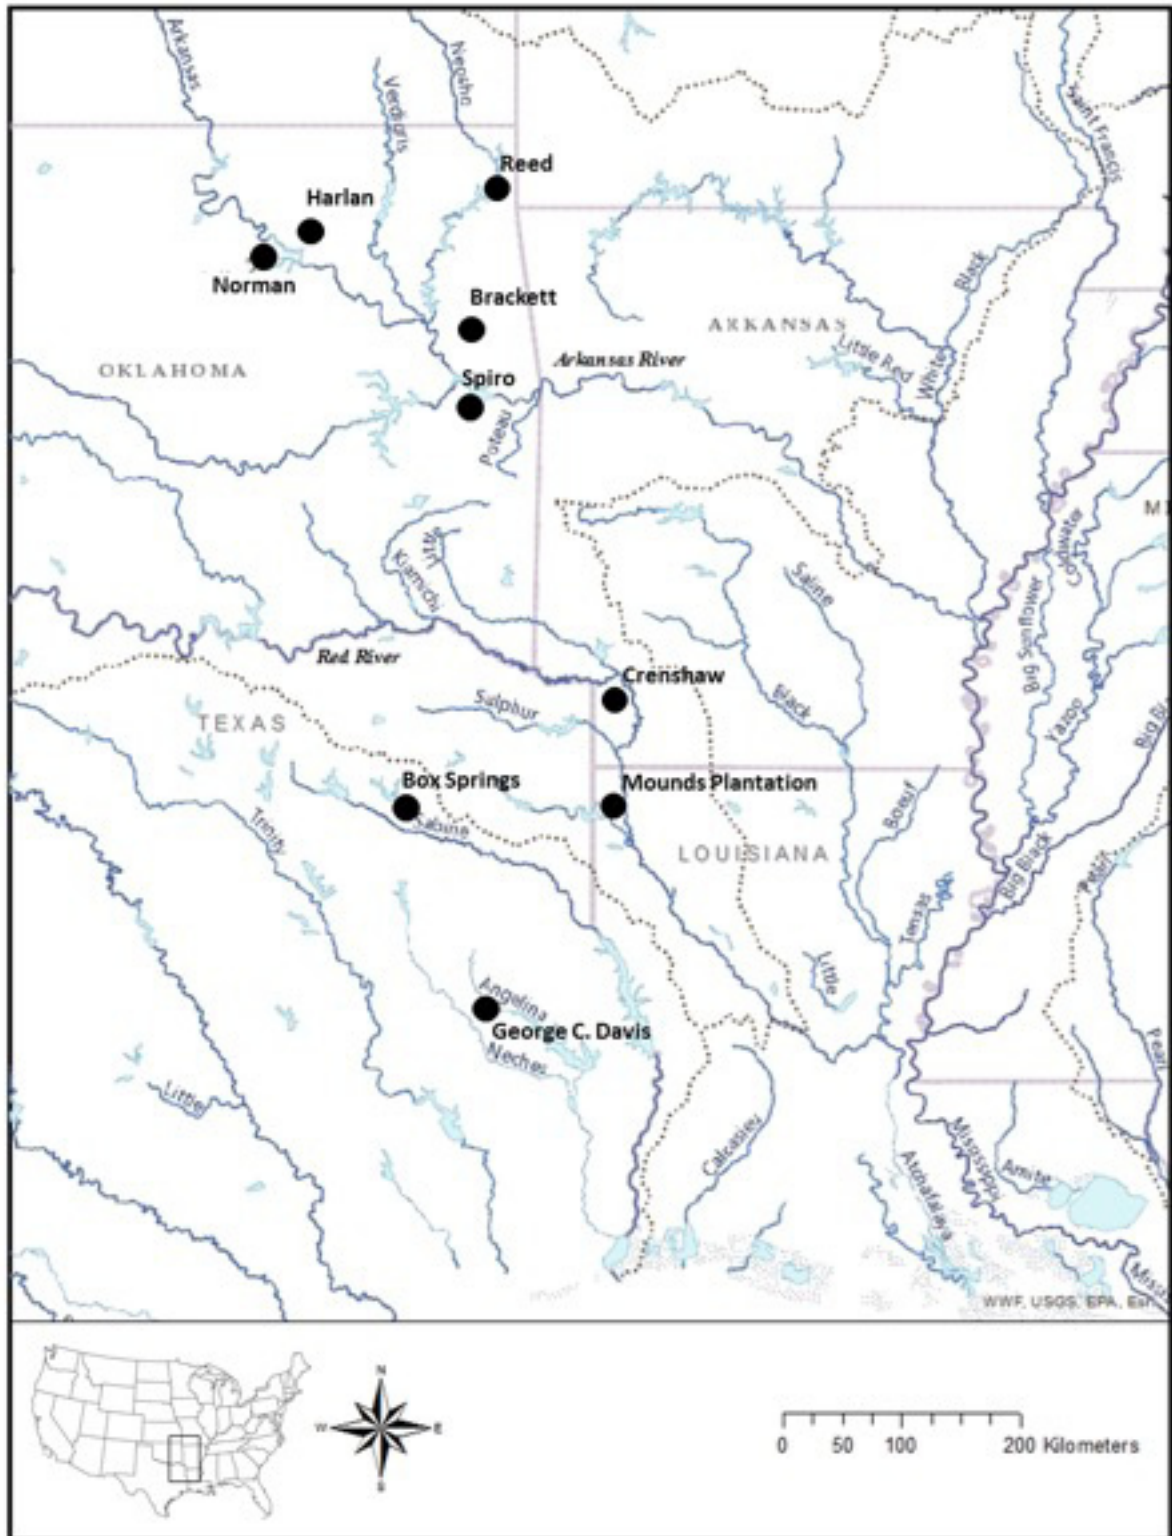 Arkansas
Neosho
Verdigris
Saint Francis
Reed
Harlan
Norman
Brackett
Black
ARKANSAS
OKLAHOMA
Arkansas River
Little Red
White
Spiro
Poteau
Little
Kiamichi
Coldwater
Saline
Big Sunflower
Red River
Crenshaw
Sulphur
Black
Yazoo
TEXAS
Box Springs
Mounds Plantation
Sabine
Trinity
Boeuf
LOUISIANA
Big Black
Tensas
Little
Angelina
George C. Davis
Neches
Pearl
Little
Calcasieu
Mississippi
Amite
Atchafalaya
WWF, USGS, EPA, Esri
N
W
E
S
0 50 100 200 Kilometers